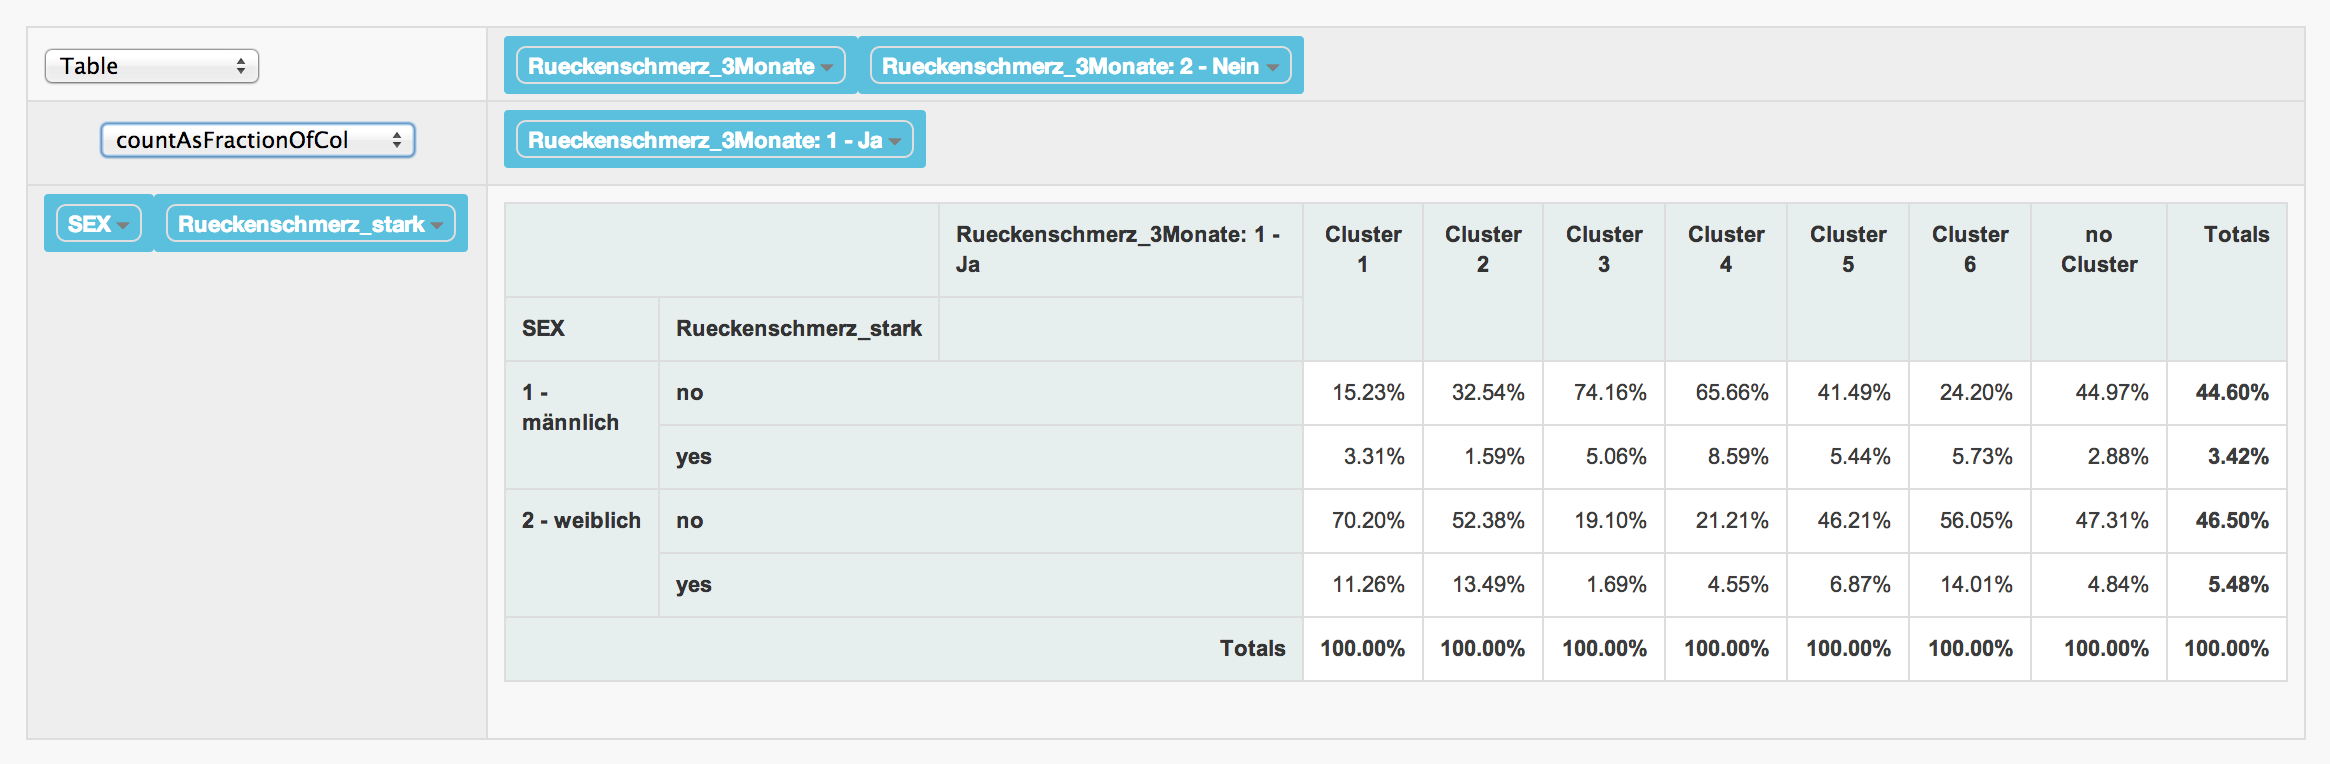 Table
Rueckenschmerz_3Monate Rueckenschmerz_3Monate: 2 - Nein
countAsFractionOfCol
Rueckenschmerz_3Monate: 1 - Ja
SEX Rueckenschmerz_stark
Rueckenschmerz_3Monate: 1 - Ja Cluster 1 Cluster 2 Cluster 3 Cluster 4 Cluster 5 Cluster 6 no Cluster Totals
SEX Rueckenschmerz_stark
1 - männlich no 15.23% 32.54% 74.16% 65.66% 41.49% 24.20% 44.97% 44.60%
yes 3.31% 1.59% 5.06% 8.59% 5.44% 5.73% 2.88% 3.42%
2 - weiblich no 70.20% 52.38% 19.10% 21.21% 46.21% 56.05% 47.31% 46.50%
yes 11.26% 13.49% 1.69% 4.55% 6.87% 14.01% 4.84% 5.48%
Totals 100.00% 100.00% 100.00% 100.00% 100.00% 100.00% 100.00% 100.00%